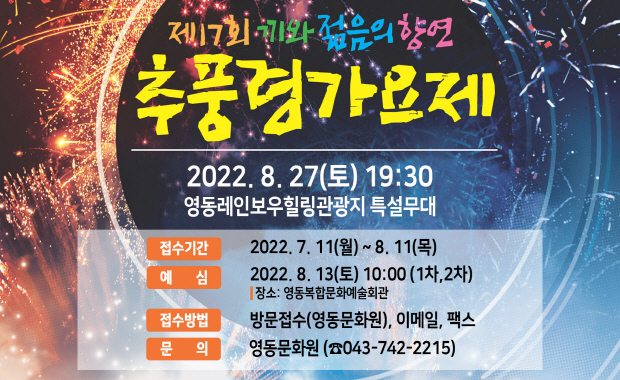 제17회 끼와 젊음의 향연
추풍령가요제
2022. 8. 27(토) 19:30
영동레인보우힐링관광지 특설무대
접수기간 2022. 7. 11(월) ~ 8. 11(목)
예 심 2022. 8. 13(토) 10:00 (1차,2차)
장소: 영동복합문화예술회관
접수방법 방문접수(영동문화원), 이메일, 팩스
문 의 영동문화원 (☎043-742-2215)